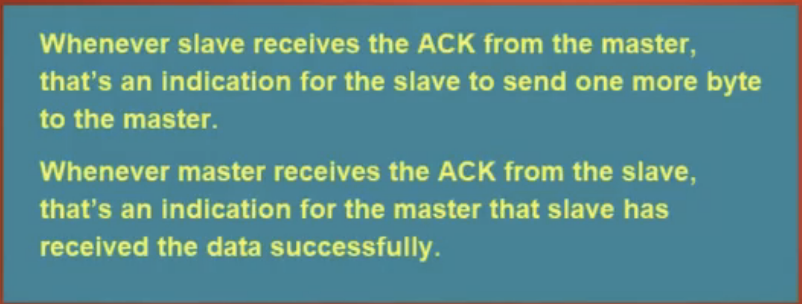 Whenever slave receives the ACK from the master,
that's an indication for the slave to send one more byte
to the master.
Whenever master receives the ACK from the slave,
that's an indication for the master that slave has
received the data successfully.